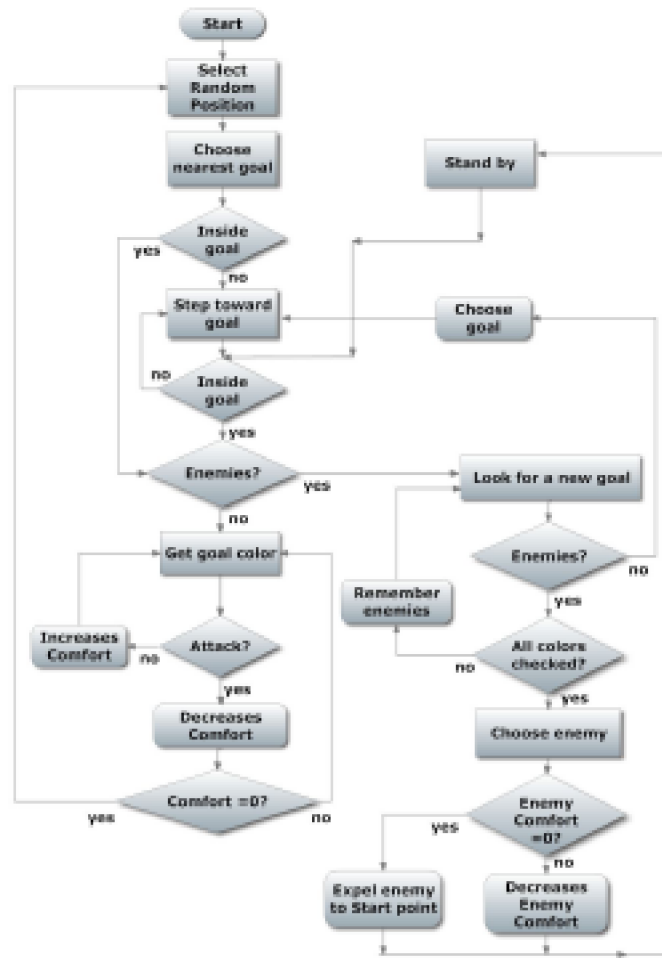 Start
Select
Random
Position
Choose
nearest goal
Stand by
Inside
goal
yes
no
Step toward
goal
Choose
goal
no
Inside
goal
yes
Enemies?
yes
no
Look for a new goal
Get goal color
Enemies?
no
yes
Remember
enemies
Increases
Comfort
no
Attack?
yes
All colors
checked?
no
yes
Decreases
Comfort
Choose enemy
Comfort =0?
yes
no
Enemy
Comfort
=0?
yes
no
Expel enemy
to Start point
Decreases
Enemy
Comfort